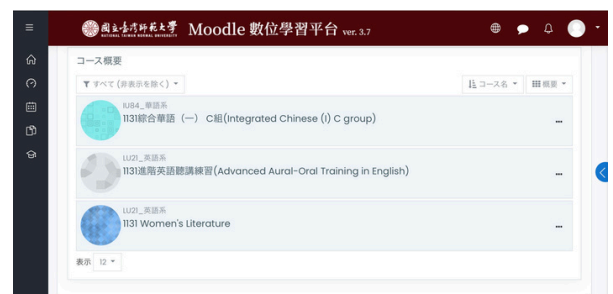 國立臺灣師範大學 Moodle 數位學習平台 ver. 3.7
NATIONAL TAIWAN NORMAL UNIVERSITY
コース概要
すべて (非表示を除く)
コース名
概要
IU84_華語系
1131綜合華語（一） C組(Integrated Chinese (I) C group)
LU21_英語系
1131進階英語聽講練習(Advanced Aural-Oral Training in English)
LU21_英語系
1131 Women's Literature
表示 12